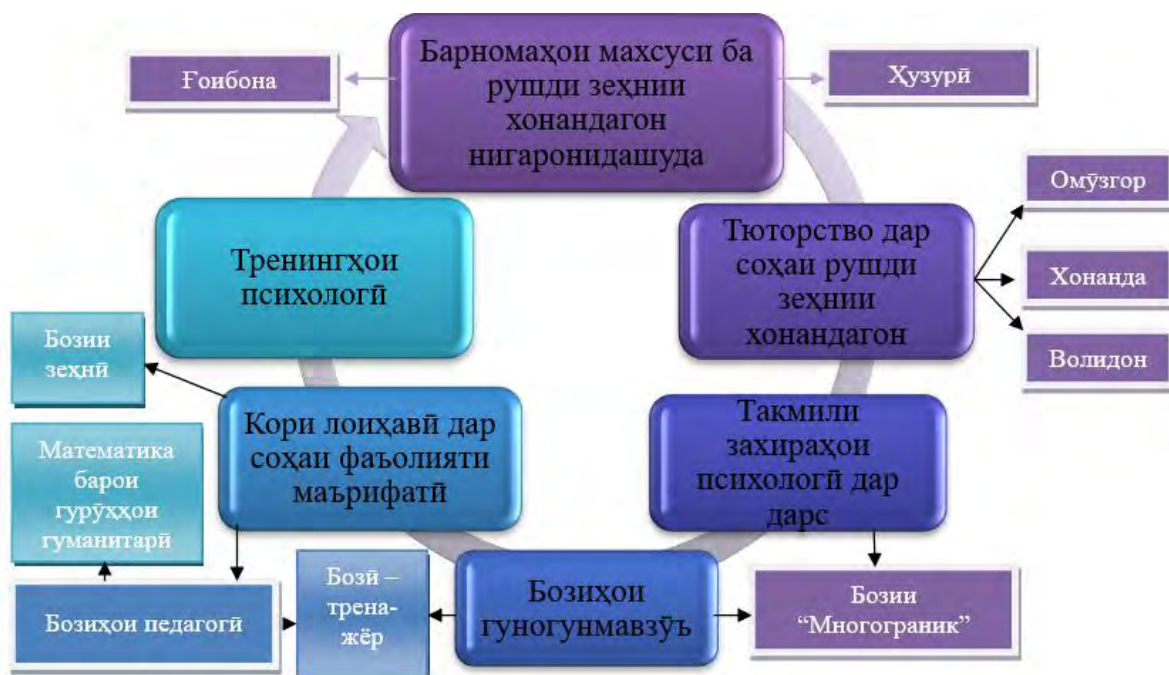 Барномаҳои махсуси ба
рушди зеҳнии
хонандагон
нигаронидашуда
Ғоибона
Ҳузурӣ
Омӯзгор
Хонанда
Волидон
Тюторство дар
соҳаи рушди
зеҳнии
хонандагон
Тренингҳои
психологӣ
Бозии
зеҳнӣ
Кори лоиҳавӣ дар
соҳаи фаъолияти
маърифатӣ
Такмили
захираҳои
психологӣ дар
дарс
Математика
барои
гурӯҳҳои
гуманитарӣ
Бозиҳои педагогӣ
Бозӣ –
трена-
жёр
Бозиҳои
гуногунмавзӯъ
Бозии
“Многограник”